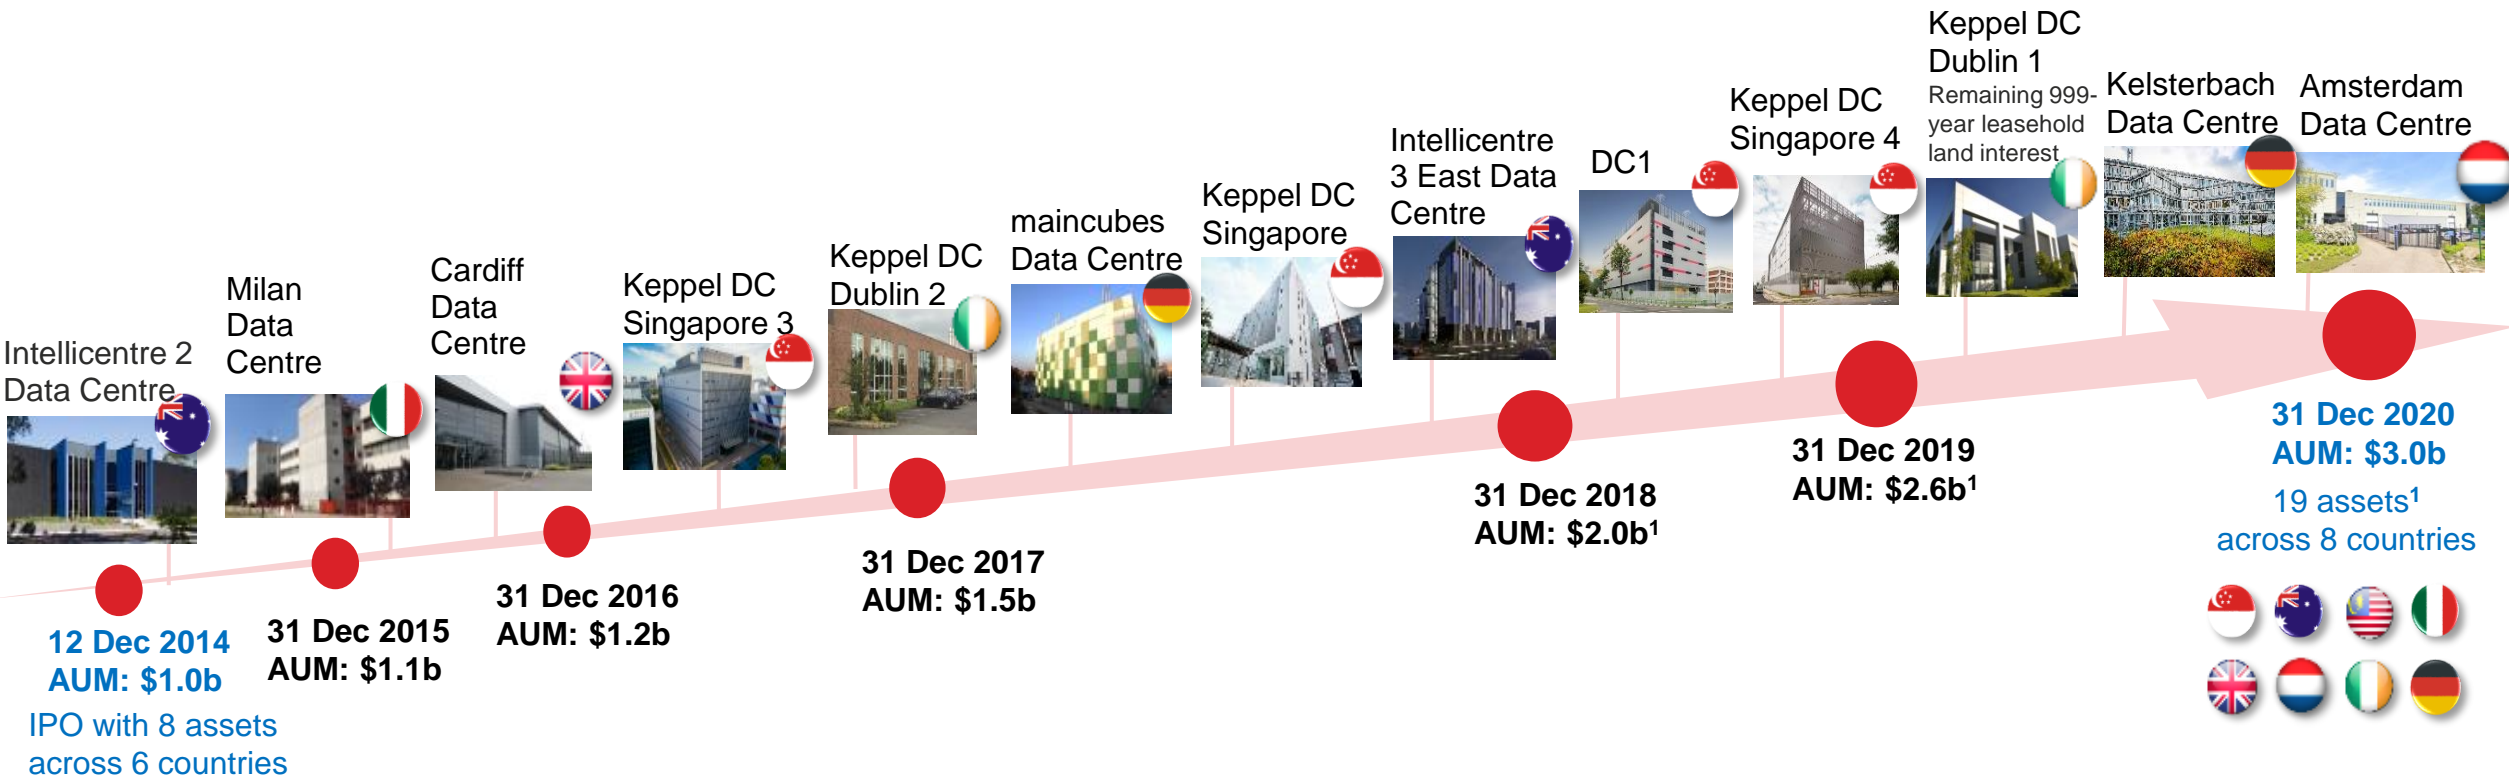 Intellicentre 2
Data Centre
Milan
Data
Centre
Cardiff
Data
Centre
Keppel DC
Singapore 3
Keppel DC
Dublin 2
maincubes
Data Centre
Keppel DC
Singapore
Intellicentre
3 East Data
Centre
DC1
Keppel DC
Singapore 4
Keppel DC
Dublin 1
Remaining 999-
year leasehold
land interest
Kelsterbach
Data Centre
Amsterdam
Data Centre
12 Dec 2014
AUM: $1.0b
IPO with 8 assets
across 6 countries
31 Dec 2015
AUM: $1.1b
31 Dec 2016
AUM: $1.2b
31 Dec 2017
AUM: $1.5b
31 Dec 2018
AUM: $2.0b¹
31 Dec 2019
AUM: $2.6b¹
31 Dec 2020
AUM: $3.0b
19 assets¹
across 8 countries